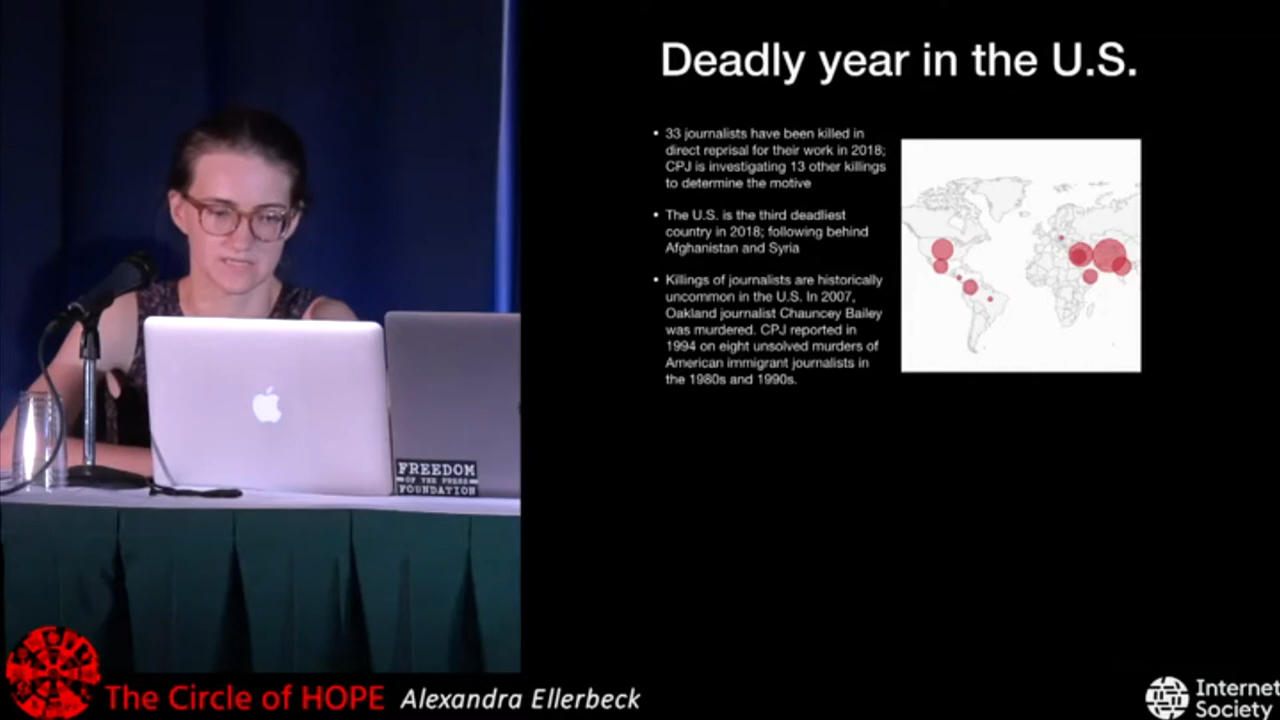 Deadly year in the U.S.
• 33 journalists have been killed in
direct reprisal for their work in 2018;
CPJ is investigating 13 other killings
to determine the motive
• The U.S. is the third deadliest
country in 2018; following behind
Afghanistan and Syria
• Killings of journalists are historically
uncommon in the U.S. In 2007,
Oakland journalist Chauncey Bailey
was murdered. CPJ reported in
1994 on eight unsolved murders of
American immigrant journalists in
the 1980s and 1990s.
FREEDOM
OF THE PRESS
FOUNDATION
The Circle of HOPE Alexandra Ellerbeck
Internet
Society